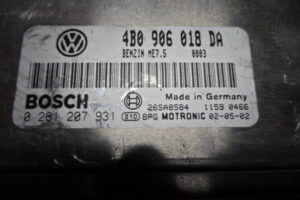 4B0 906 018 DA
BENZIN ME7.5 0003
Made in Germany
BOSCH 26SA8584 1159 0466
0 261 207 931 810 BPG MOTRONIC 02-05-02